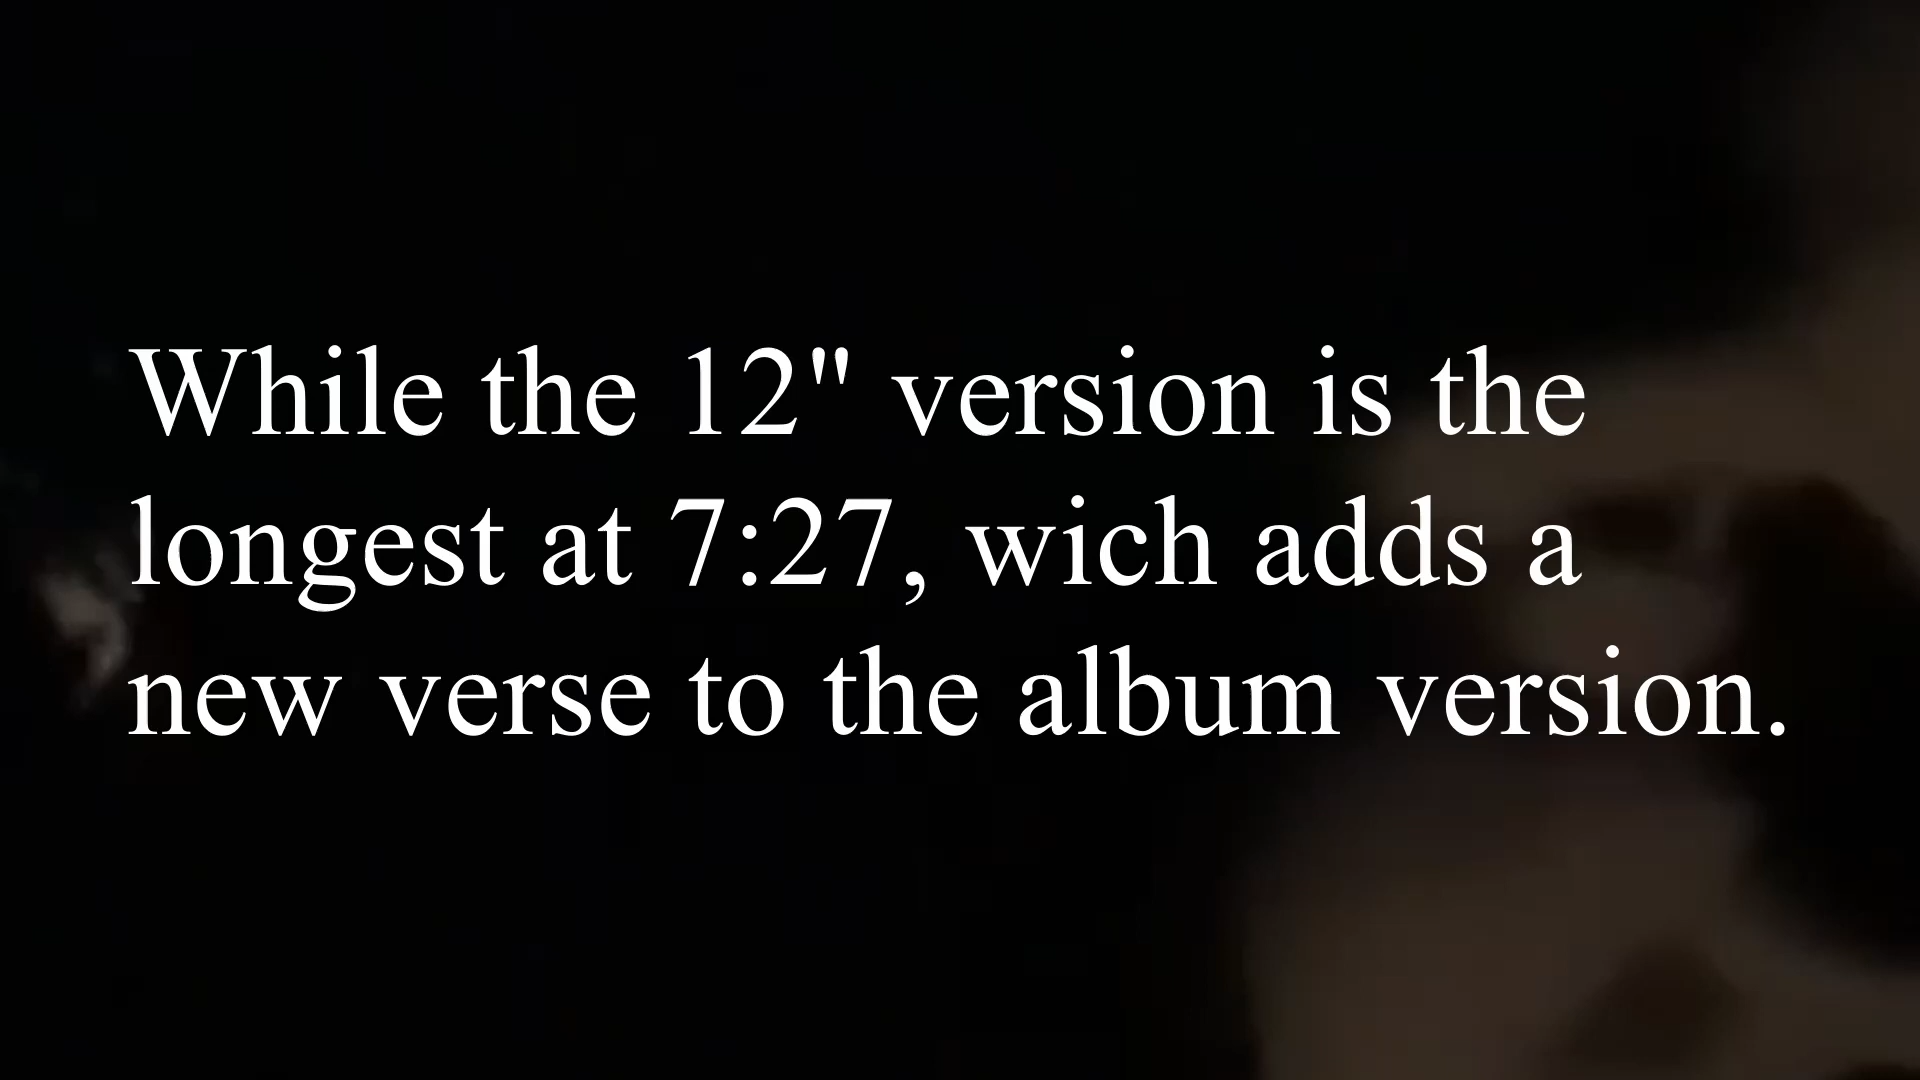 While the 12" version is the
longest at 7:27, wich adds a
new verse to the album version.